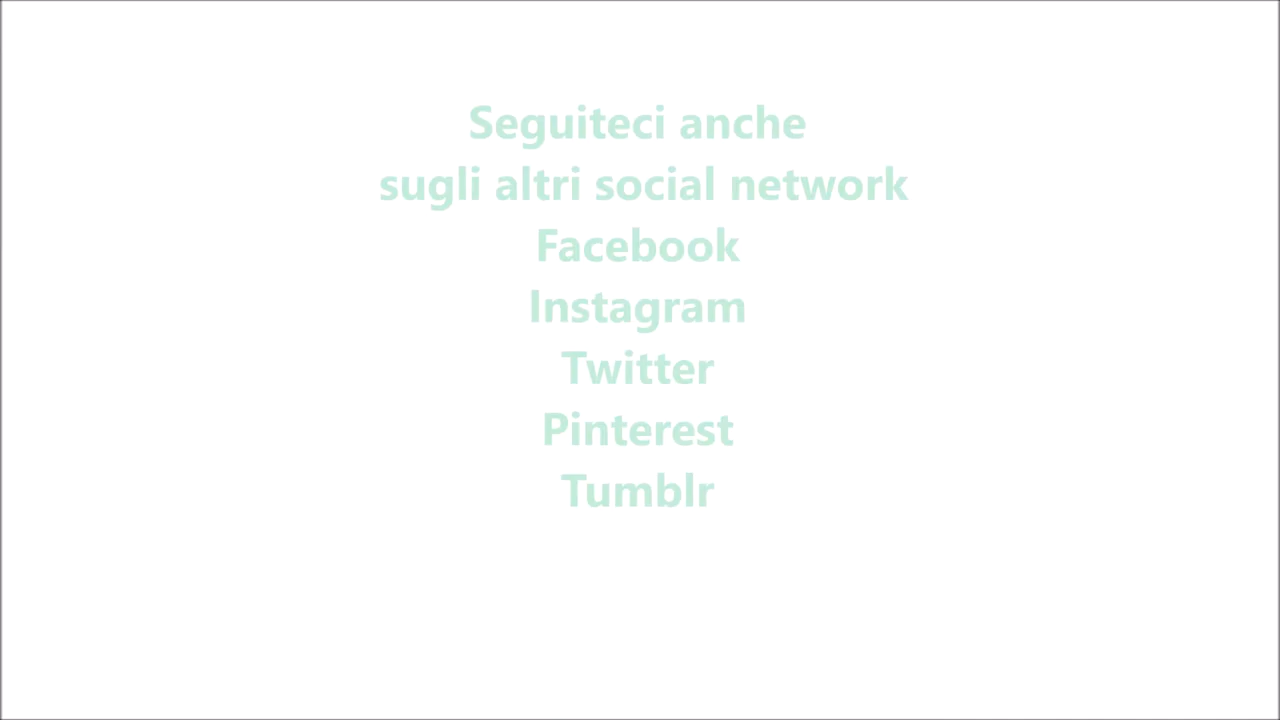 Seguiteci anche
sugli altri social network
Facebook
Instagram
Twitter
Pinterest
Tumblr